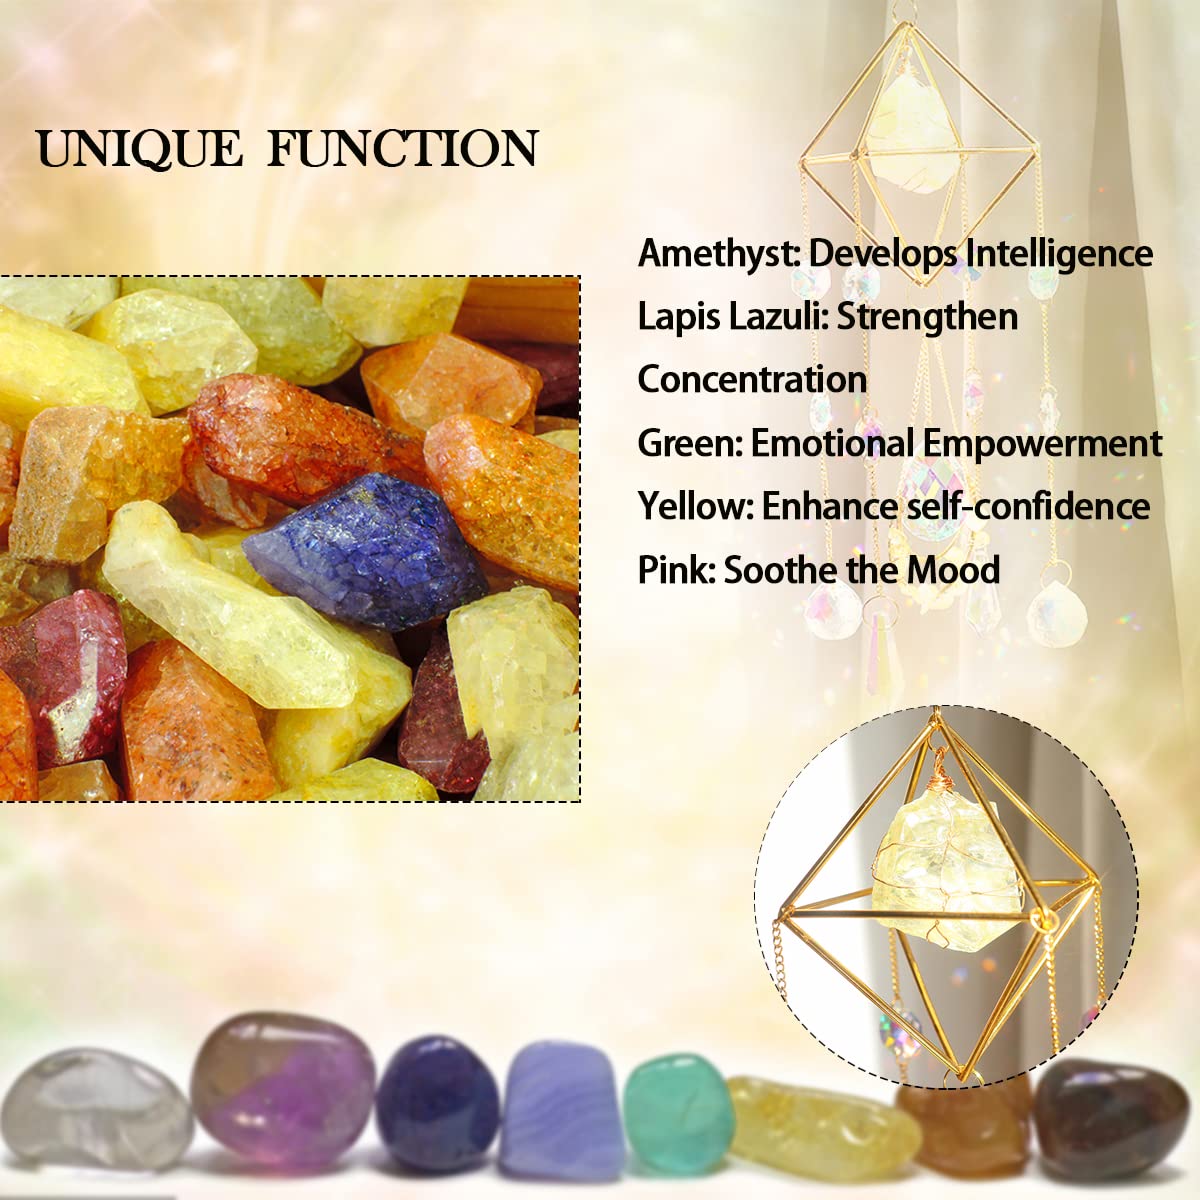 UNIQUE FUNCTION
Amethyst: Develops Intelligence
Lapis Lazuli: Strengthen
Concentration
Green: Emotional Empowerment
Yellow: Enhance self-confidence
Pink: Soothe the Mood